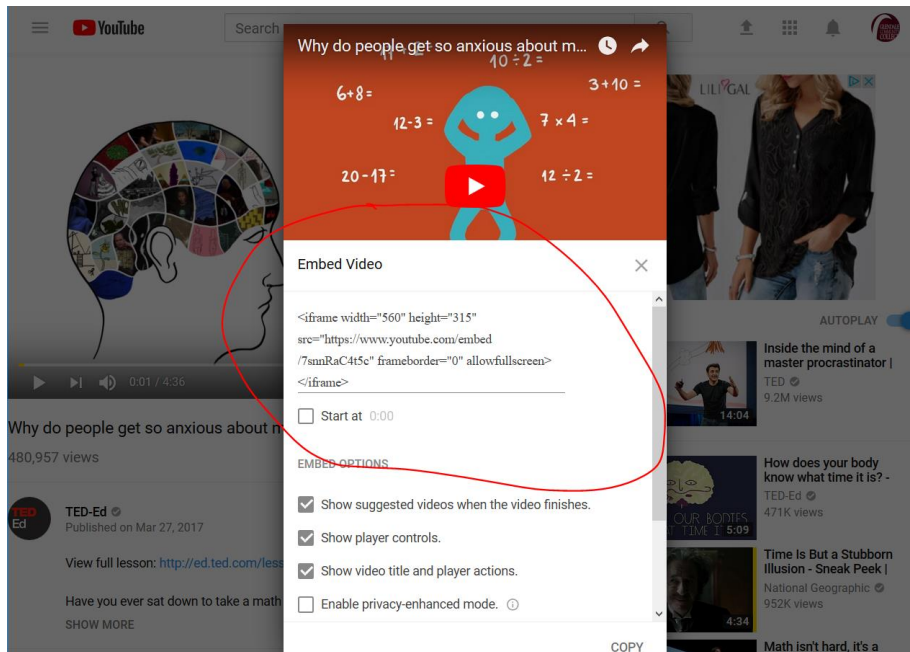 YouTube
Search
Why do people get so anxious about m...
10 ÷ 2 =
6+8 =
3+10 =
12-3 =
7 × 4 =
20-17=
12 ÷ 2 =
LILI GAL
Embed Video
<iframe width="560" height="315"
src="https://www.youtube.com/embed
/7snmRaC4t5c" frameborder="0" allowfullscreen>
</iframe>
Start at 0:00
EMBED OPTIONS
Show suggested videos when the video finishes.
Show player controls.
Show video title and player actions.
Enable privacy-enhanced mode.
COPY
0:01 / 4:36
Why do people get so anxious about
480,957 views
TED Ed
TED-Ed
Published on Mar 27, 2017
View full lesson: http://ed.ted.com/less
Have you ever sat down to take a math
SHOW MORE
AUTOPLAY
Inside the mind of a
master procrastinator |
TED
9.2M views
14:04
How does your body
know what time it is? -
TED-Ed
471K views
OUR BODIES
5:09
Time Is But a Stubborn
Illusion - Sneak Peek |
National Geographic
952K views
4:34
Math isn't hard, it's a